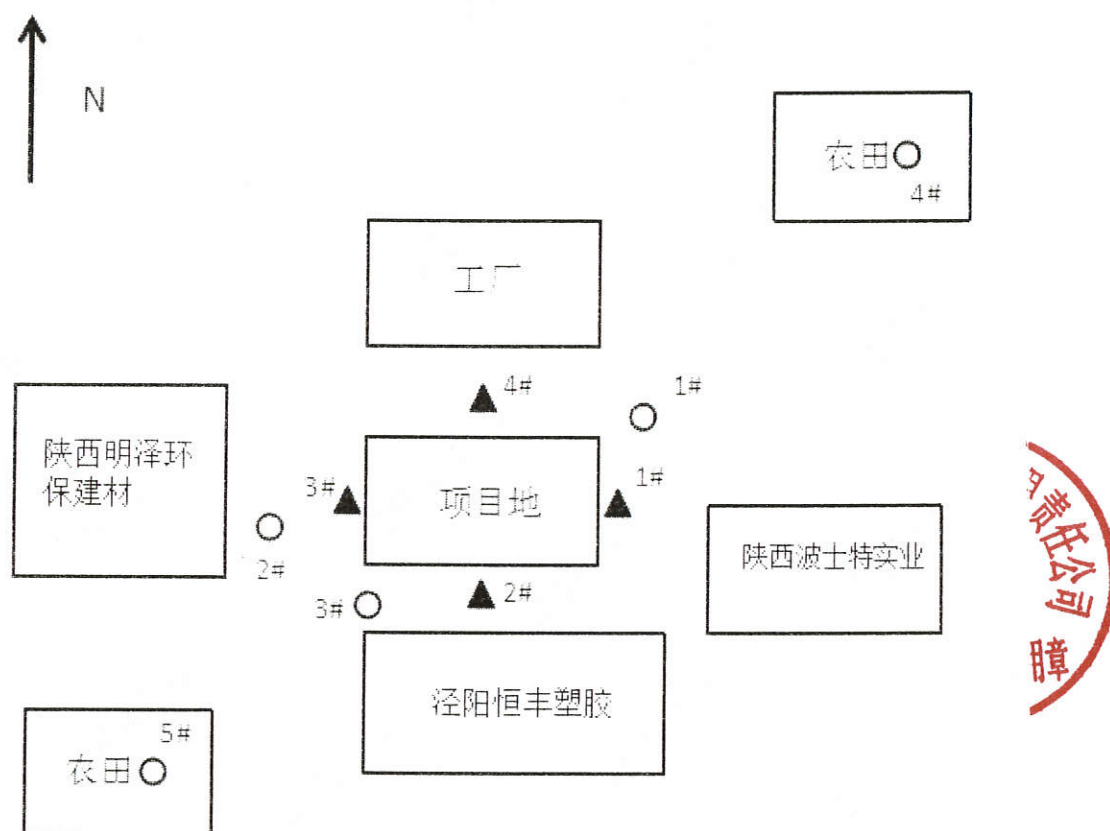 N
农田
4#
工厂
4#
1#
陕西明泽环
保建材
3#
项目地
1#
2#
陕西波士特实业
3#
2#
泾阳恒丰塑胶
5#
农田
责任公司